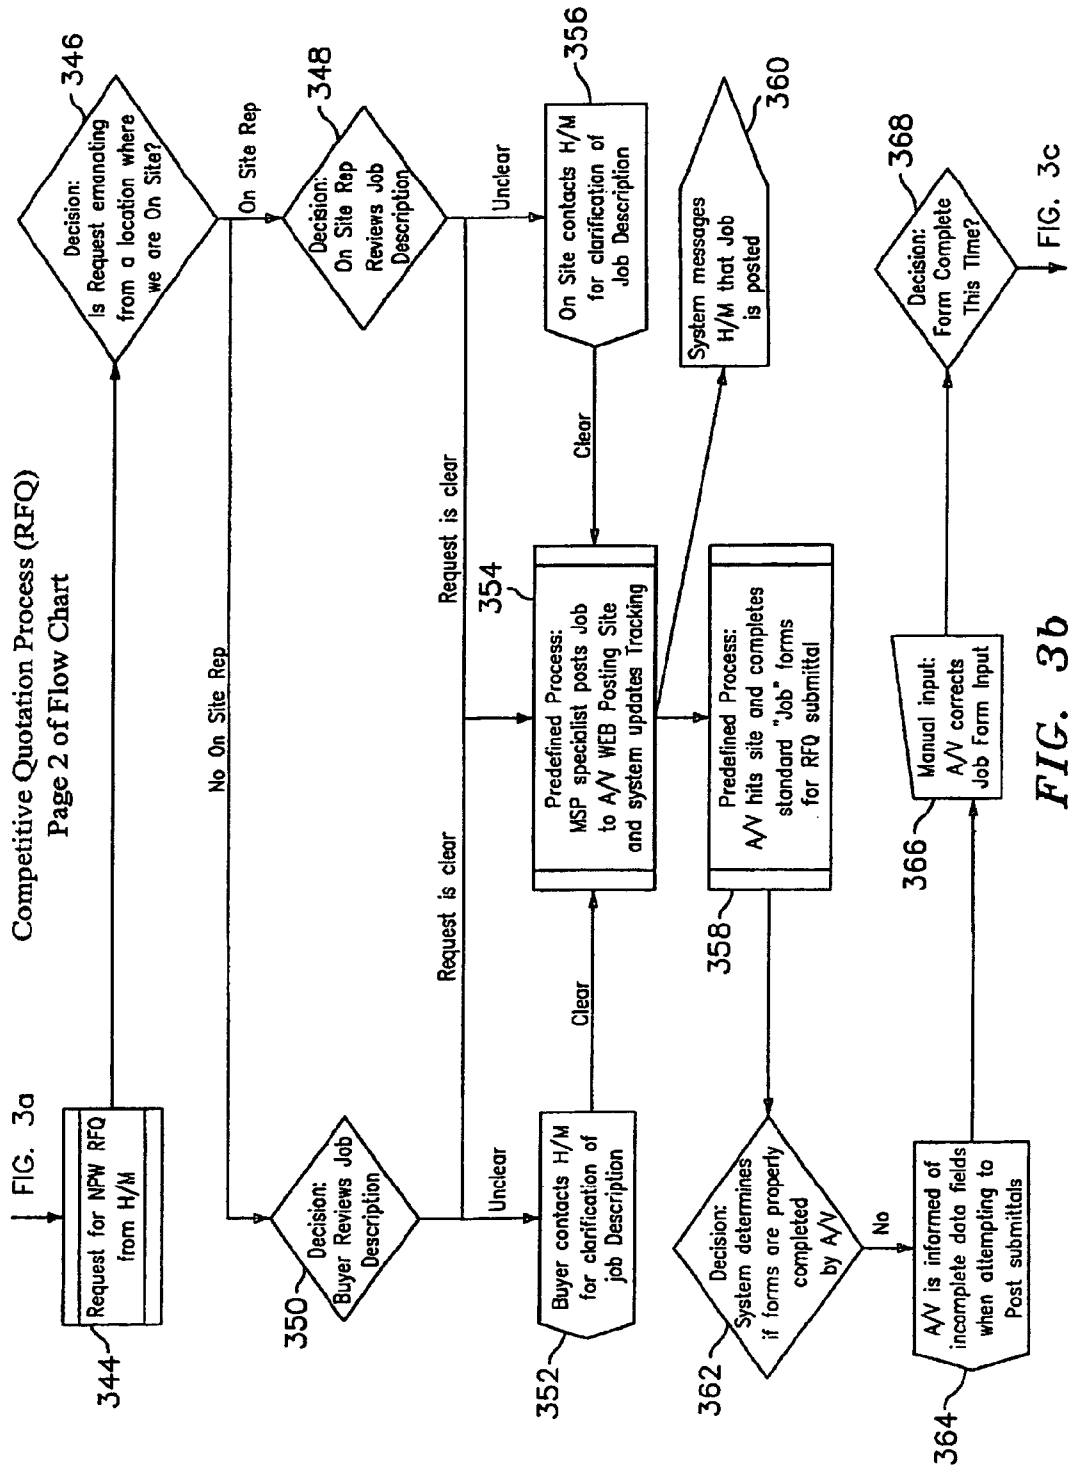 Competitive Quotation Process (RFQ)
Page 2 of Flow Chart
FIG. 3a
344
Request for NPW RFQ
from H/M
346
Decision:
Is Request emanating
from a location where
we are On Site?
No On Site Rep
On Site Rep
348
Decision:
On Site Rep
Reviews Job
Description
350
Decision:
Buyer Reviews Job
Description
Request is clear
Request is clear
Unclear
Unclear
352
Buyer contacts H/M
for clarification of
job Description
Clear
354
Predefined Process:
MSP specialist posts Job
to A/V WEB Posting Site
and system updates Tracking
Clear
356
On Site contacts H/M
for clarification of
Job Description
358
Predefined Process:
A/V hits site and completes
standard "Job" forms
for RFQ submittal
360
System messages
H/M that Job
is posted
362
Decision:
System determines
if forms are properly
completed
by A/V
No
364
A/V is informed of
incomplete data fields
when attempting to
Post submittals
366
Manual input:
A/V corrects
Job Form Input
368
Decision:
Form Complete
This Time?
FIG. 3c
FIG. 3b